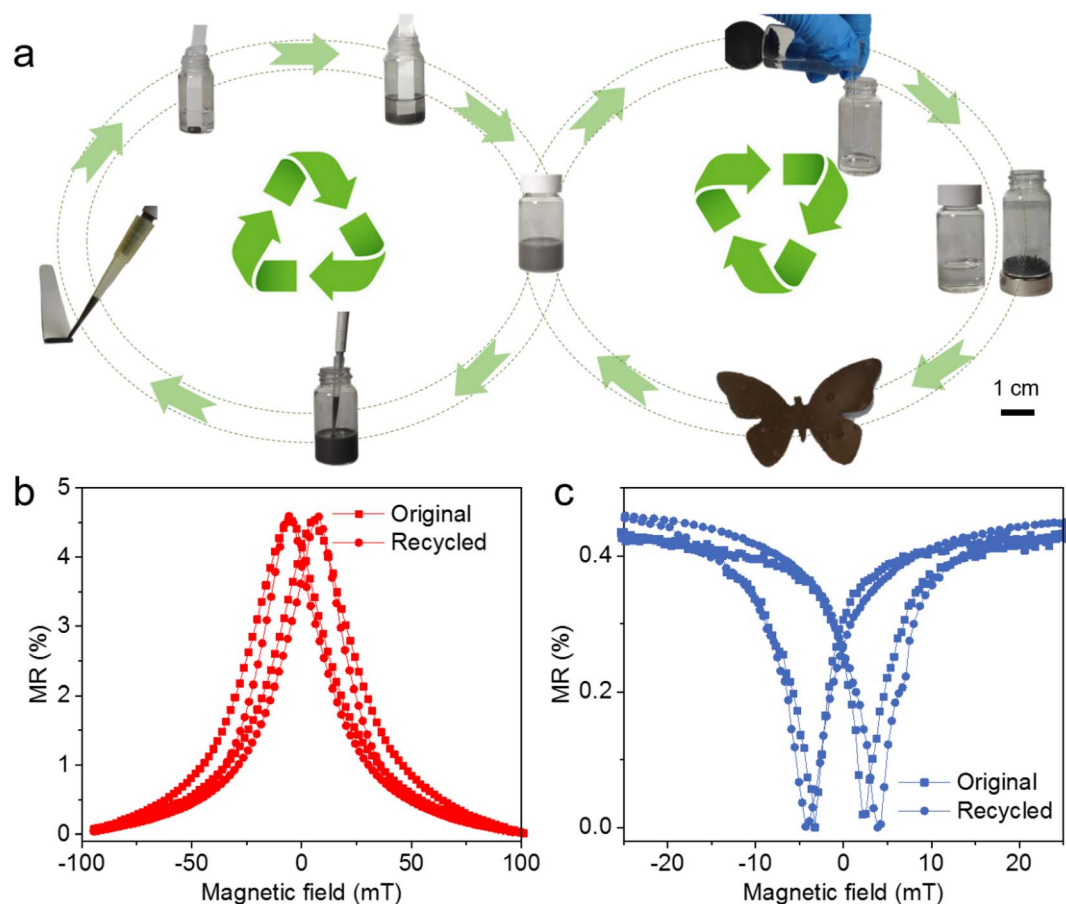 a
1 cm
b
5
4
3
2
1
0
MR (%)
-100
-50
0
50
100
Magnetic field (mT)
Original
Recycled
c
0.4
0.2
0.0
MR (%)
-20
-10
0
10
20
Magnetic field (mT)
Original
Recycled